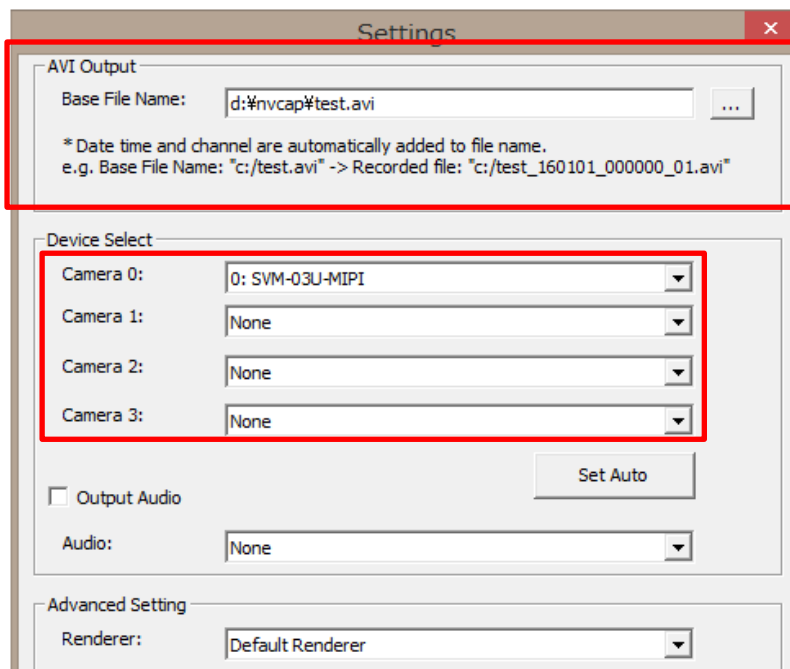 Settings
AVI Output
Base File Name: d:¥nvcap¥test.avi ...
* Date time and channel are automatically added to file name.
e.g. Base File Name: "c:/test.avi" -> Recorded file: "c:/test_160101_000000_01.avi"
Device Select
Camera 0: 0: SVM-03U-MIPI
Camera 1: None
Camera 2: None
Camera 3: None
Set Auto
Output Audio
Audio: None
Advanced Setting
Renderer: Default Renderer